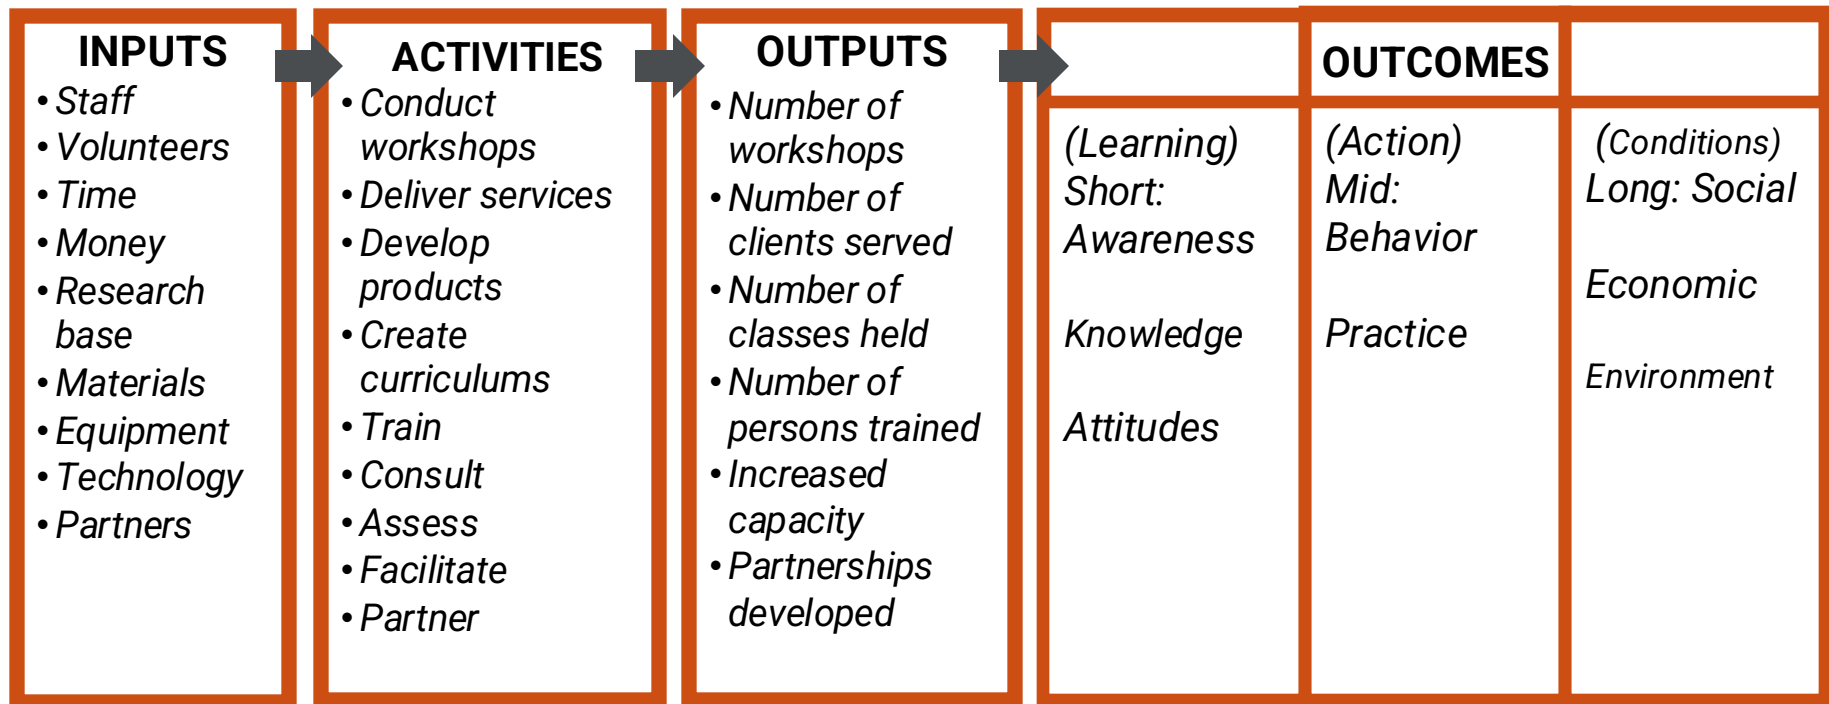 INPUTS
• Staff
• Volunteers
• Time
• Money
• Research
base
• Materials
• Equipment
• Technology
• Partners
ACTIVITIES
• Conduct
workshops
• Deliver services
• Develop
products
• Create
curriculums
• Train
• Consult
• Assess
• Facilitate
• Partner
OUTPUTS
• Number of
workshops
• Number of
clients served
• Number of
classes held
• Number of
persons trained
• Increased
capacity
• Partnerships
developed
OUTCOMES
(Learning)
Short:
Awareness
Knowledge
Attitudes
(Action)
Mid:
Behavior
Practice
(Conditions)
Long: Social
Economic
Environment